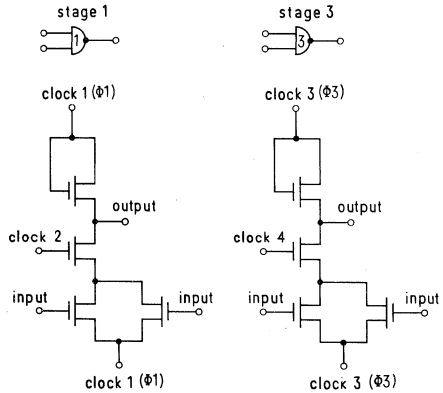 stage 1
stage 3
1
3
clock 1 (Φ1)
clock 3 (Φ3)
output
output
clock 2
clock 4
input
input
input
input
clock 1 (Φ1)
clock 3 (Φ3)